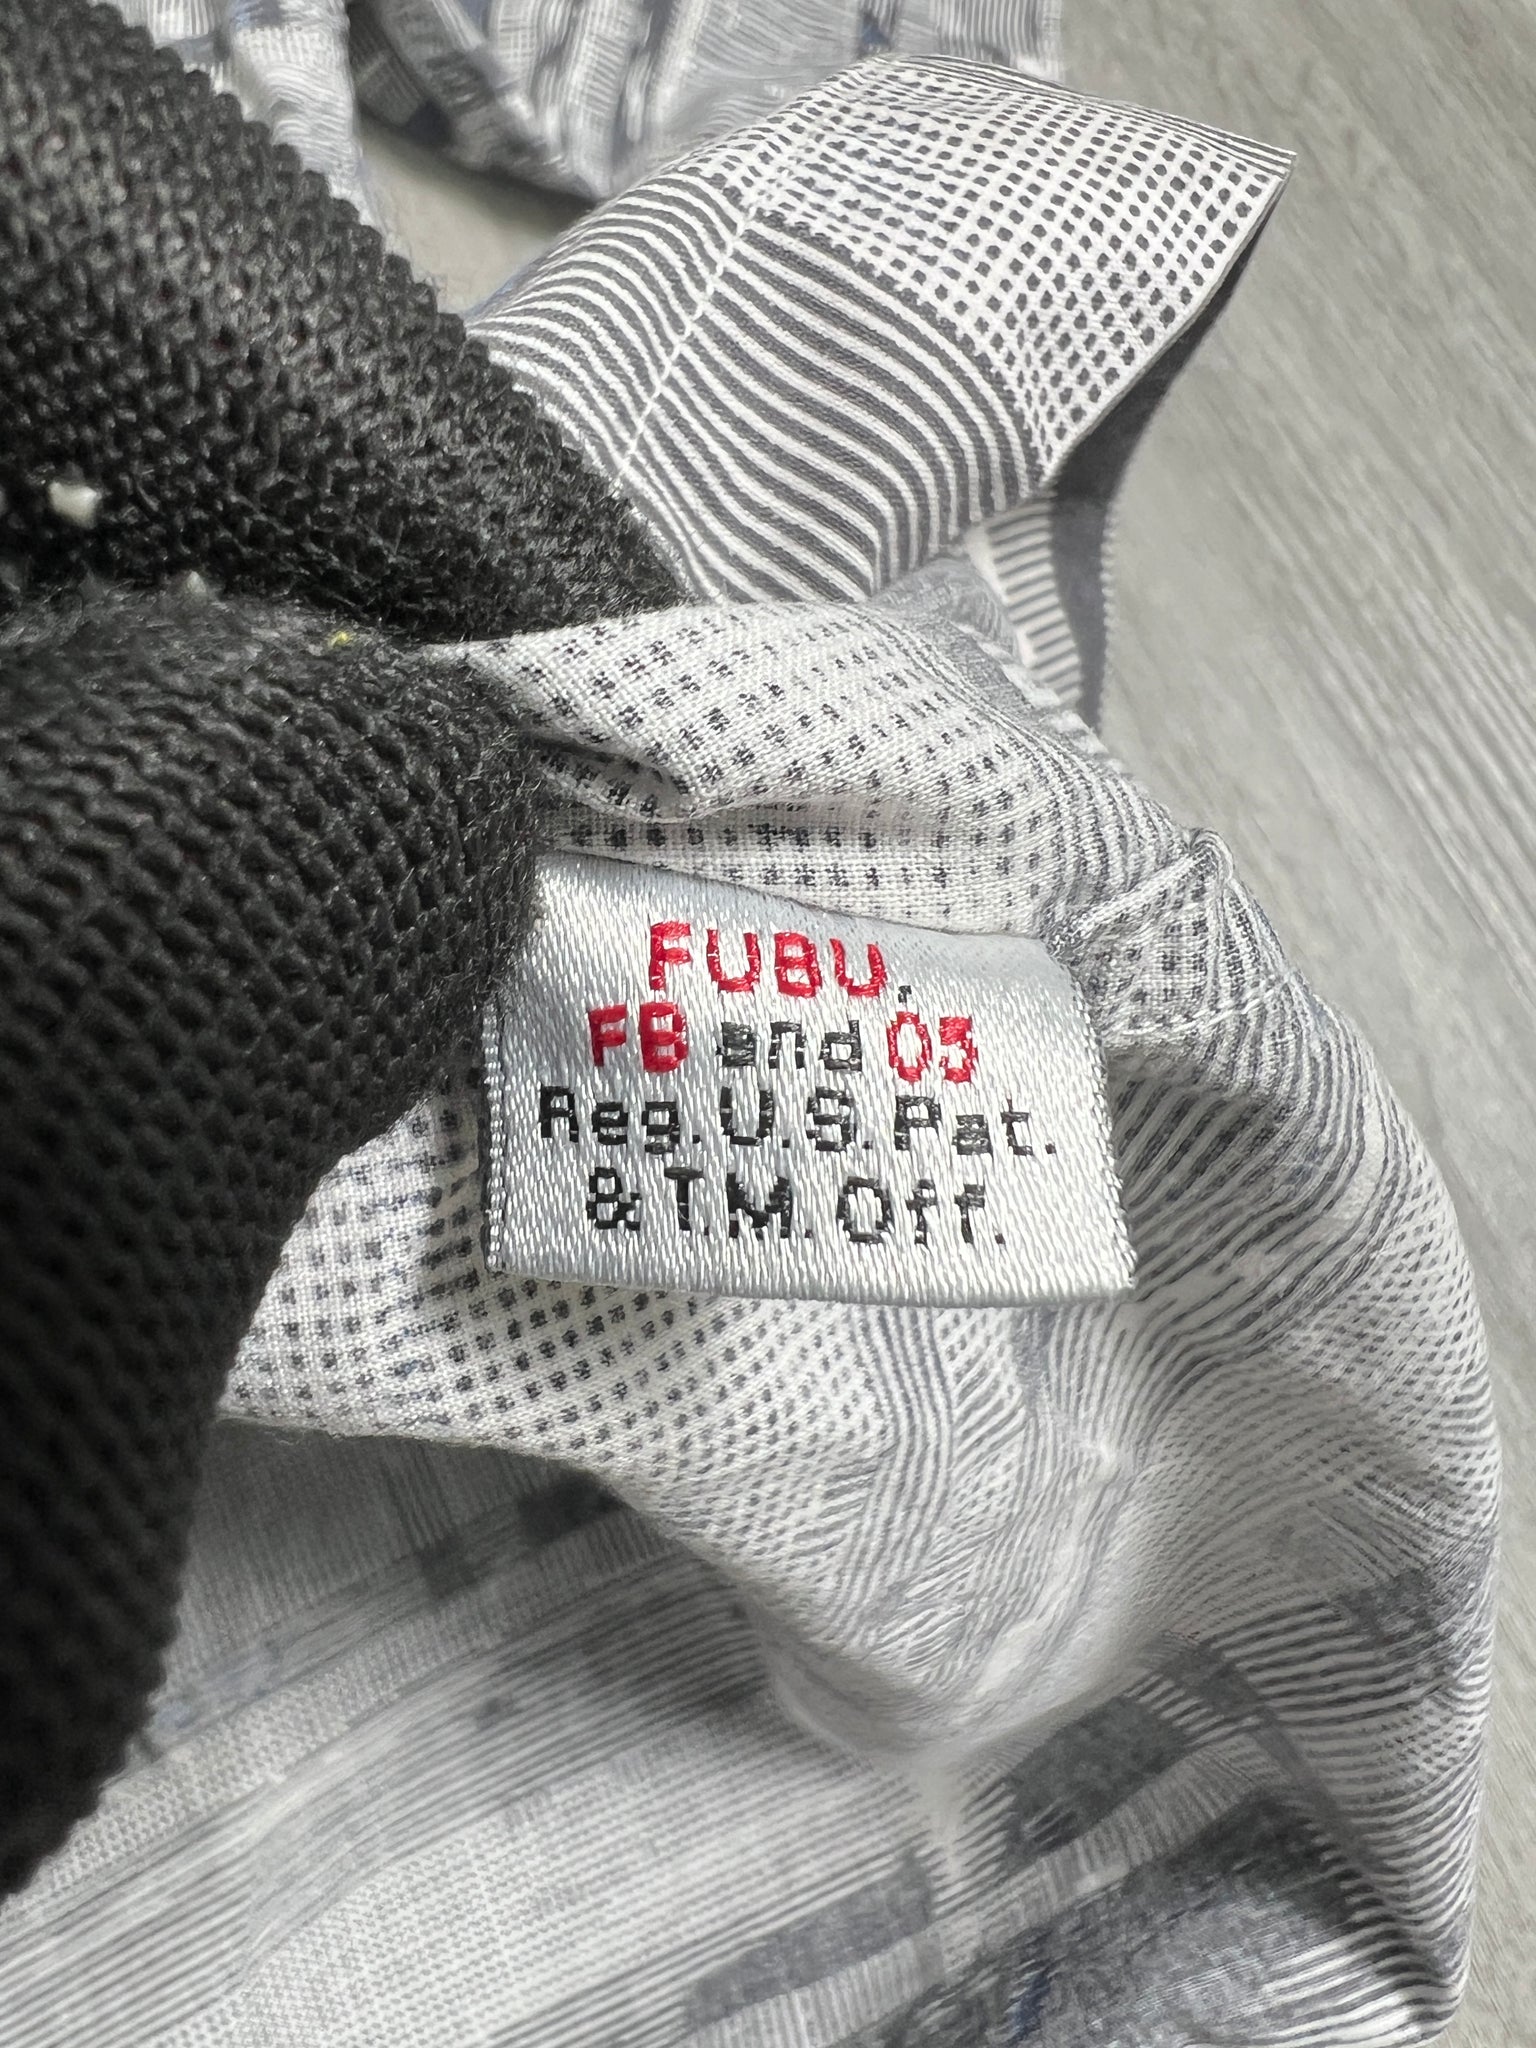 FUBU,
FB and 05
Reg.U.S.Pat.
& T.M.Off.